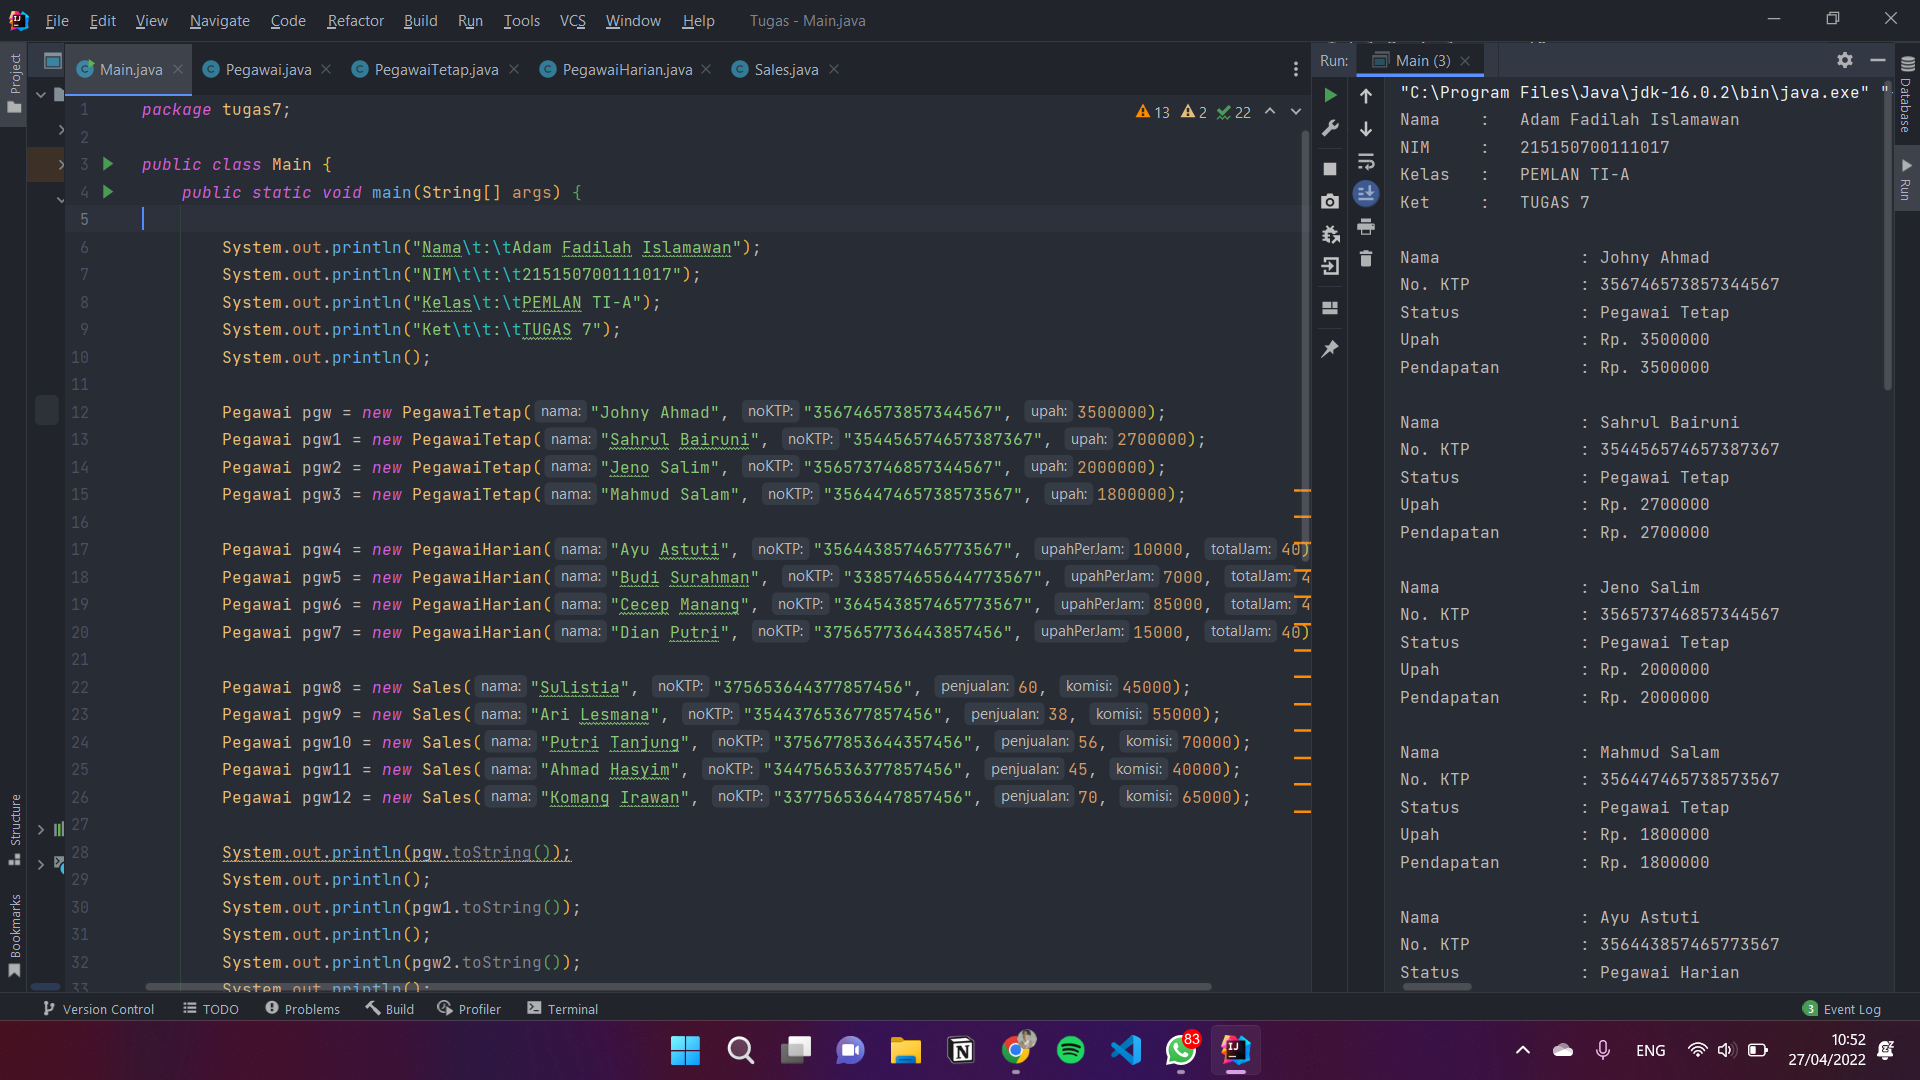 File Edit View Navigate Code Refactor Build Run Tools VCS Window Help Tugas - Main.java
Project
Main.java Pegawai.java PegawaiTetap.java PegawaiHarian.java Sales.java
13 2 22
1 package tugas7;
2
3 public class Main {
4 public static void main(String[] args) {
5
6 System.out.println("Nama\t:\tAdam Fadilah Islamawan");
7 System.out.println("NIM\t\t:\t215150700111017");
8 System.out.println("Kelas\t:\tPEMLAN TI-A");
9 System.out.println("Ket\t\t:\tTUGAS 7");
10 System.out.println();
11
12 Pegawai pgw = new PegawaiTetap( nama: "Johny Ahmad", noKTP: "356746573857344567", upah: 3500000);
13 Pegawai pgw1 = new PegawaiTetap( nama: "Sahrul Bairuni", noKTP: "354456574657387367", upah: 2700000);
14 Pegawai pgw2 = new PegawaiTetap( nama: "Jeno Salim", noKTP: "356573746857344567", upah: 2000000);
15 Pegawai pgw3 = new PegawaiTetap( nama: "Mahmud Salam", noKTP: "356447465738573567", upah: 1800000);
16
17 Pegawai pgw4 = new PegawaiHarian( nama: "Ayu Astuti", noKTP: "356443857465773567", upahPerJam: 10000, totalJam: 40)
18 Pegawai pgw5 = new PegawaiHarian( nama: "Budi Surahman", noKTP: "338574655644773567", upahPerJam: 7000, totalJam: 4
19 Pegawai pgw6 = new PegawaiHarian( nama: "Cecep Manang", noKTP: "364543857465773567", upahPerJam: 85000, totalJam: 4
20 Pegawai pgw7 = new PegawaiHarian( nama: "Dian Putri", noKTP: "375657736443857456", upahPerJam: 15000, totalJam: 40)
21
22 Pegawai pgw8 = new Sales( nama: "Sulistia", noKTP: "375653644377857456", penjualan: 60, komisi: 45000);
23 Pegawai pgw9 = new Sales( nama: "Ari Lesmana", noKTP: "354437653677857456", penjualan: 38, komisi: 55000);
24 Pegawai pgw10 = new Sales( nama: "Putri Tanjung", noKTP: "375677853644357456", penjualan: 56, komisi: 70000);
25 Pegawai pgw11 = new Sales( nama: "Ahmad Hasyim", noKTP: "344756536377857456", penjualan: 45, komisi: 40000);
26 Pegawai pgw12 = new Sales( nama: "Komang Irawan", noKTP: "337756536447857456", penjualan: 70, komisi: 65000);
27
28 System.out.println(pgw.toString());
29 System.out.println();
30 System.out.println(pgw1.toString());
31 System.out.println();
32 System.out.println(pgw2.toString());
33 System.out.println();
Structure
Bookmarks
Run: Main (3)
"C:\Program Files\Java\jdk-16.0.2\bin\java.exe" "
Nama : Adam Fadilah Islamawan
NIM : 215150700111017
Kelas : PEMLAN TI-A
Ket : TUGAS 7
Nama : Johny Ahmad
No. KTP : 356746573857344567
Status : Pegawai Tetap
Upah : Rp. 3500000
Pendapatan : Rp. 3500000
Nama : Sahrul Bairuni
No. KTP : 354456574657387367
Status : Pegawai Tetap
Upah : Rp. 2700000
Pendapatan : Rp. 2700000
Nama : Jeno Salim
No. KTP : 356573746857344567
Status : Pegawai Tetap
Upah : Rp. 2000000
Pendapatan : Rp. 2000000
Nama : Mahmud Salam
No. KTP : 356447465738573567
Status : Pegawai Tetap
Upah : Rp. 1800000
Pendapatan : Rp. 1800000
Nama : Ayu Astuti
No. KTP : 356443857465773567
Status : Pegawai Harian
Database
Run
Version Control TODO Problems Build Profiler Terminal 3 Event Log
83 ENG 10:52
27/04/2022